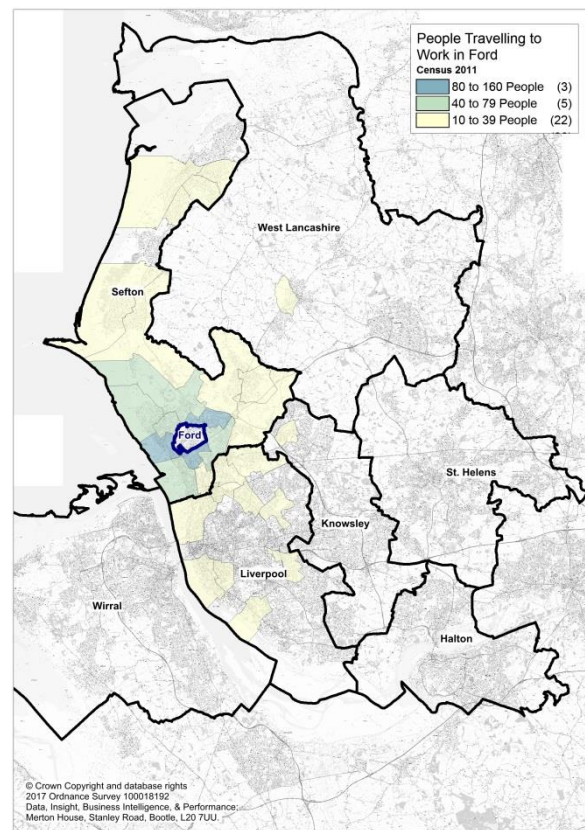 People Travelling to
Work in Ford
Census 2011
80 to 160 People (3)
40 to 79 People (5)
10 to 39 People (22)
West Lancashire
Sefton
Ford
St. Helens
Knowsley
Liverpool
Wirral
Halton
© Crown Copyright and database rights
2017 Ordnance Survey 100018192
Data, Insight, Business Intelligence, & Performance;
Merton House, Stanley Road, Bootle, L20 7UU.